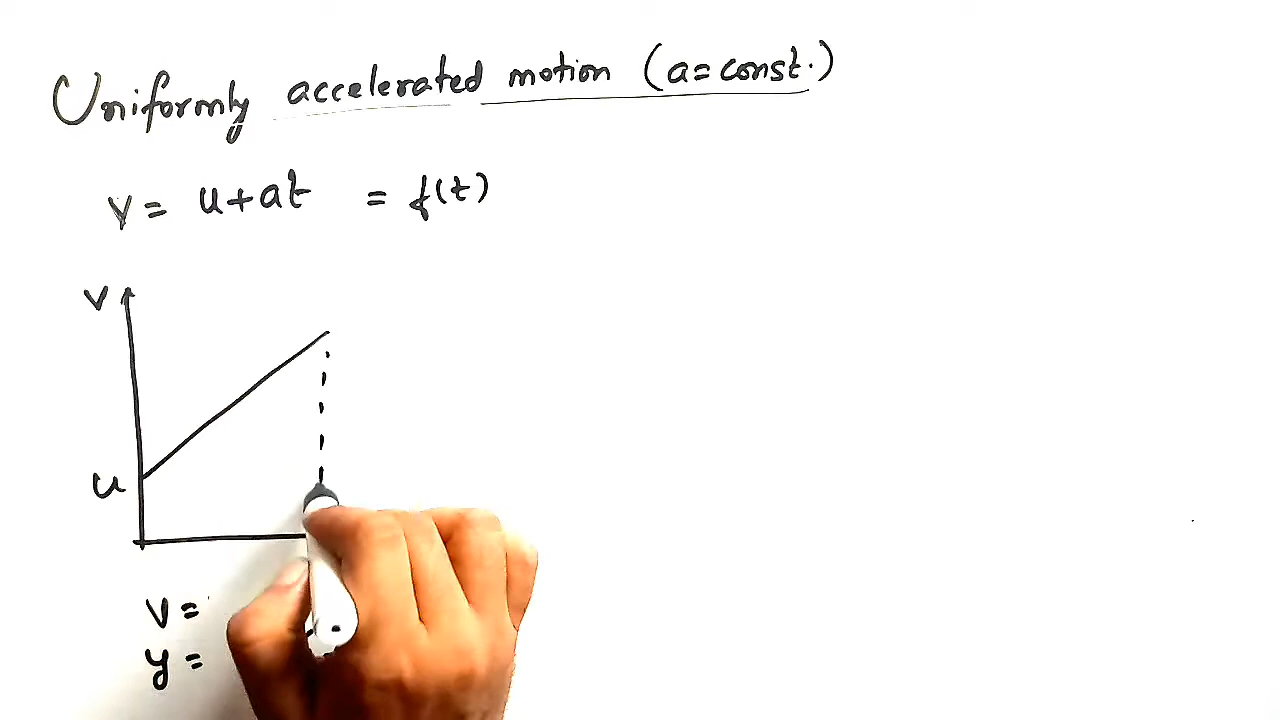 Uniformly accelerated motion (a = const.)
v = u + at = f(t)
v
u
v =
y =